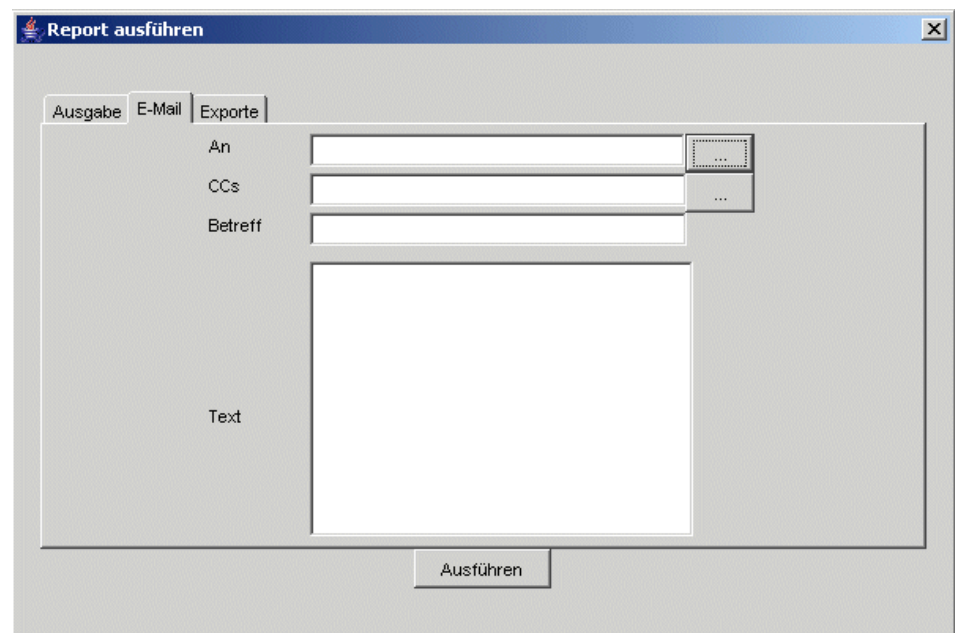 Report ausführen
Ausgabe E-Mail Exporte
An ...
CCs ...
Betreff
Text
Ausführen